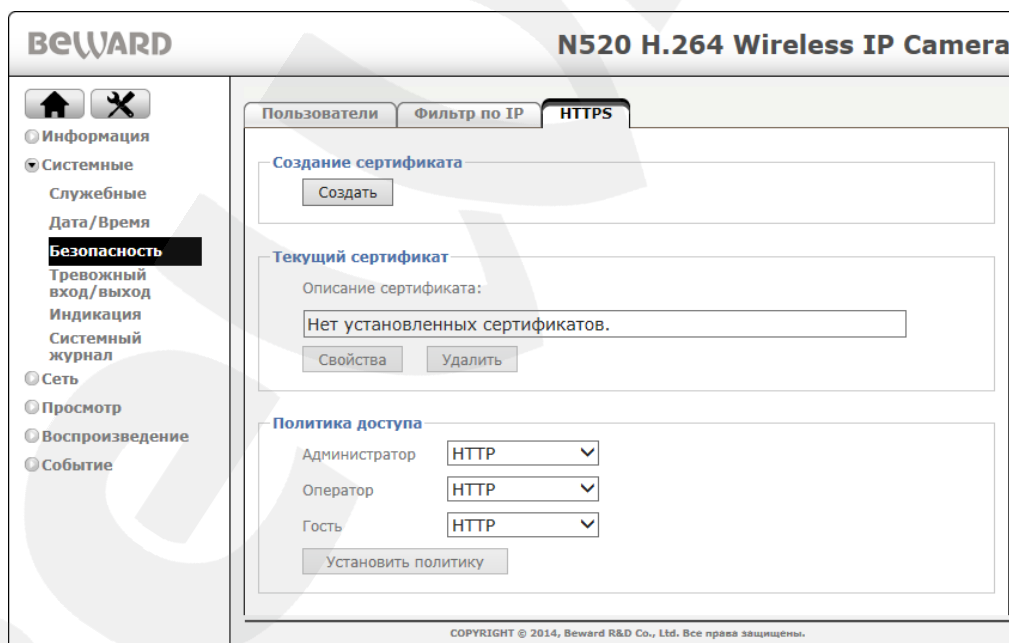 BEWARD
N520 H.264 Wireless IP Camera
Информация
Системные
Служебные
Дата/Время
Безопасность
Тревожный
вход/выход
Индикация
Системный
журнал
Сеть
Просмотр
Воспроизведение
Событие
Пользователи Фильтр по IP HTTPS
Создание сертификата
Создать
Текущий сертификат
Описание сертификата:
Нет установленных сертификатов.
Свойства Удалить
Политика доступа
Администратор HTTP
Оператор HTTP
Гость HTTP
Установить политику
COPYRIGHT © 2014, Beward R&D Co., Ltd. Все права защищены.